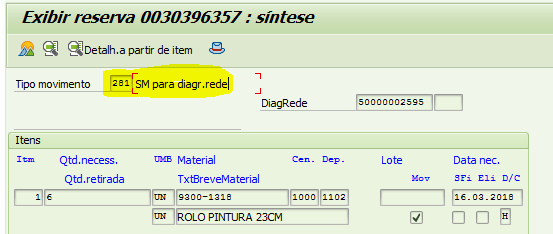 Exibir reserva 0030396357 : síntese
Detalh.a partir de item
Tipo movimento 281 SM para diagr.rede
DiagRede 50000002595
Itens
Itm Qtd.necess. UMB Material Cen. Dep. Lote Data nec.
Qtd.retirada TxtBreveMaterial Mov SFi Eli D/C
1 6 UN 9300-1318 1000 1102 16.03.2018
UN ROLO PINTURA 23CM H